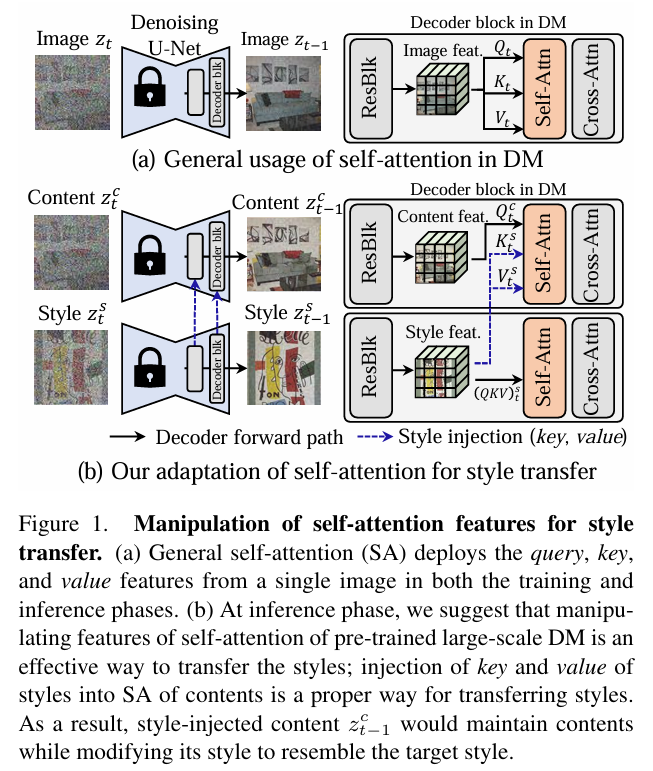 Denoising
U-Net
Image z_t
Image z_{t-1}
Decoder blk
Decoder block in DM
ResBlk
Image feat.
Q_t
K_t
V_t
Self-Attn
Cross-Attn
(a) General usage of self-attention in DM
Content z_t^c
Content z_{t-1}^c
Decoder blk
Style z_t^s
Style z_{t-1}^s
Decoder blk
Decoder block in DM
ResBlk
Content feat.
Q_t^c
K_t^s
V_t^s
Self-Attn
Cross-Attn
ResBlk
Style feat.
(QKV)_t^s
Self-Attn
Cross-Attn
Decoder forward path
Style injection (key, value)
(b) Our adaptation of self-attention for style transfer
Figure 1. Manipulation of self-attention features for style
transfer. (a) General self-attention (SA) deploys the query, key,
and value features from a single image in both the training and
inference phases. (b) At inference phase, we suggest that manipu-
lating features of self-attention of pre-trained large-scale DM is an
effective way to transfer the styles; injection of key and value of
styles into SA of contents is a proper way for transferring styles.
As a result, style-injected content z_{t-1}^c would maintain contents
while modifying its style to resemble the target style.